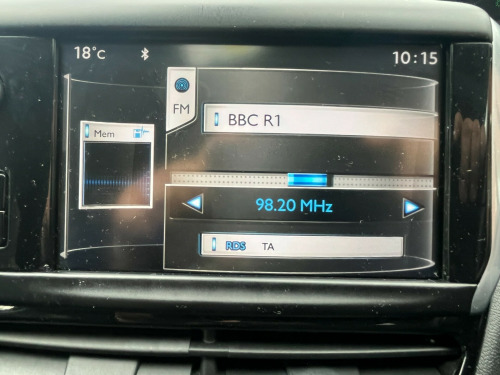 18°C 10:15
FM
BBC R1
Mem
98.20 MHz
RDS TA